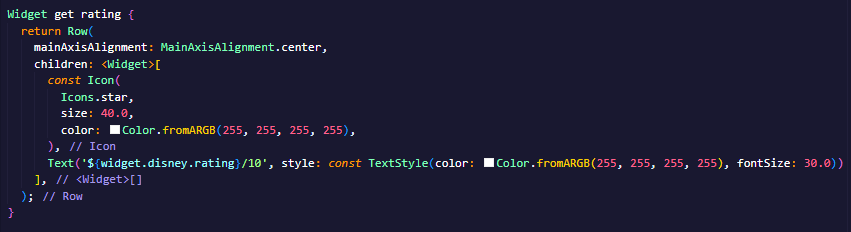 Widget get rating {
return Row(
mainAxisAlignment: MainAxisAlignment.center,
children: <Widget>[
const Icon(
Icons.star,
size: 40.0,
color: Color.fromARGB(255, 255, 255, 255),
), // Icon
Text('${widget.disney.rating}/10', style: const TextStyle(color: Color.fromARGB(255, 255, 255, 255), fontSize: 30.0))
], // <Widget>[]
); // Row
}